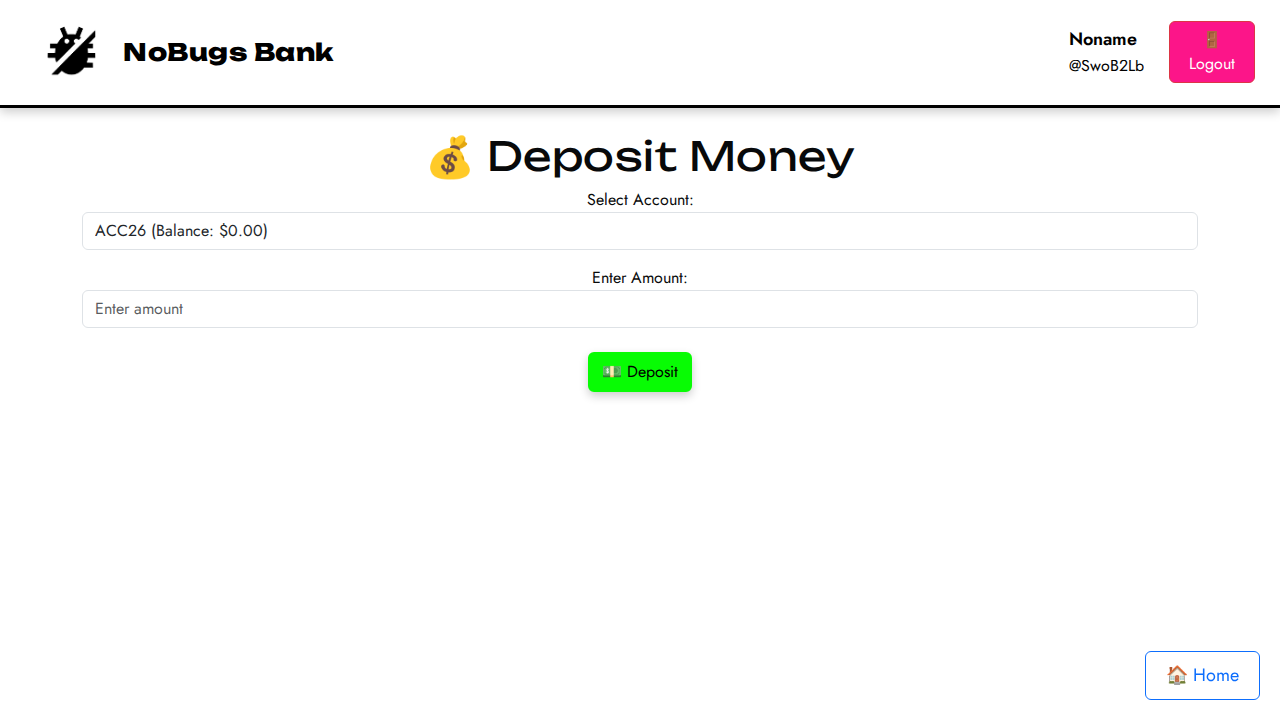 NoBugs Bank
Noname
@SwoB2Lb
🚪
Logout
💰 Deposit Money
Select Account:
ACC26 (Balance: $0.00)
Enter Amount:
Enter amount
💵 Deposit
🏠 Home